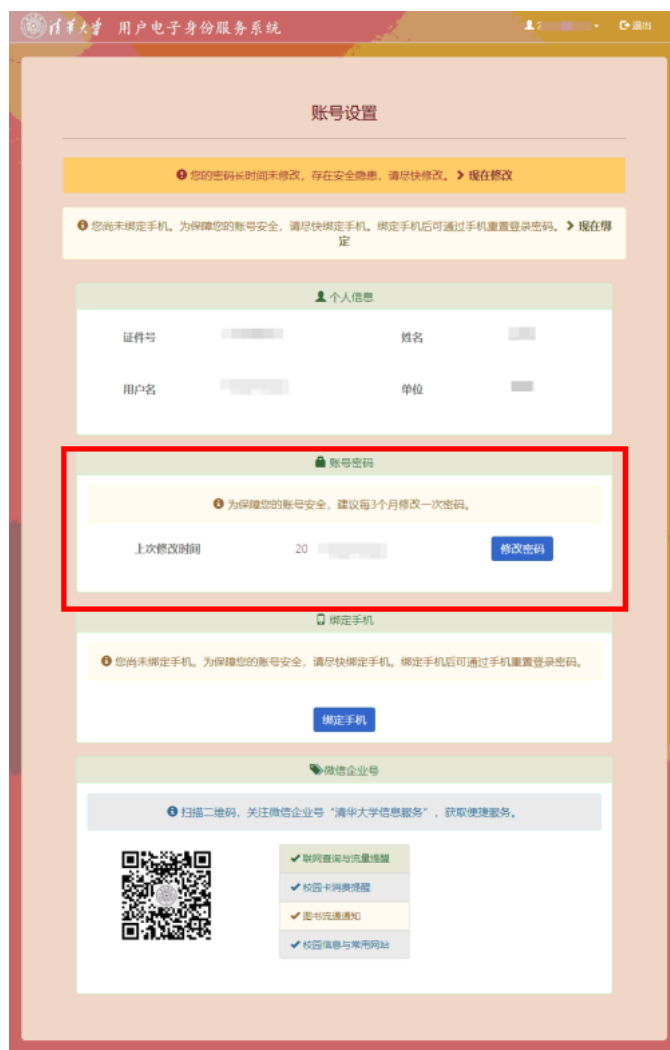 清华大学 用户电子身份服务系统
退出
账号设置
您的密码长时间未修改，存在安全隐患，请尽快修改。 现在修改
您尚未绑定手机。为保障您的账号安全，请尽快绑定手机。绑定手机后可通过手机重置登录密码。 现在绑
定
个人信息
证件号 姓名
用户名 单位
账号密码
为保障您的账号安全，建议每3个月修改一次密码。
上次修改时间 20 修改密码
绑定手机
您尚未绑定手机。为保障您的账号安全，请尽快绑定手机。绑定手机后可通过手机重置登录密码。
绑定手机
微信企业号
扫描二维码，关注微信企业号“清华大学信息服务”，获取便捷服务。
联网查询与流量提醒
校园卡消费提醒
图书流通通知
校园信息与常用网站